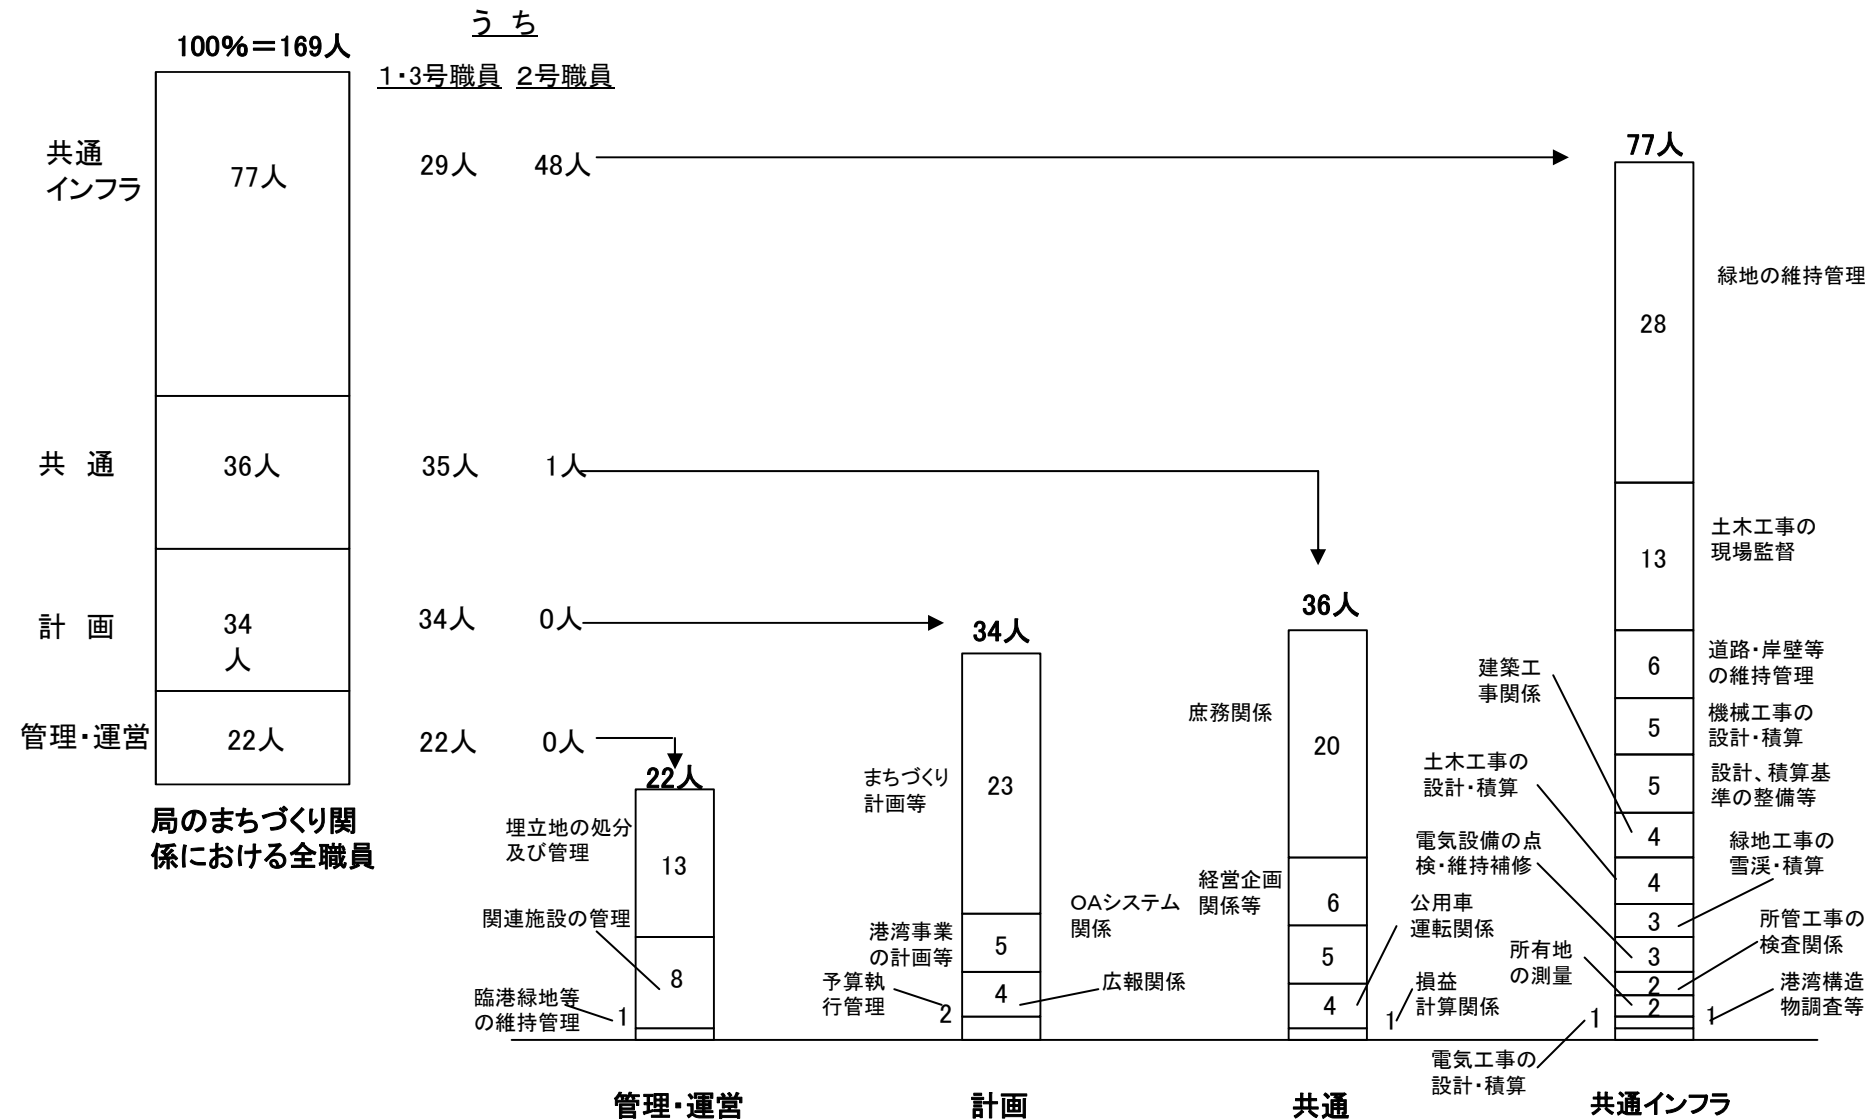 100%＝169人
う ち
1・3号職員 2号職員
共通
インフラ
77人
29人 48人
77人
共 通
36人
35人 1人
計 画
34
人
34人 0人
管理・運営
22人
22人 0人
局のまちづくり関
係における全職員
22人
埋立地の処分
及び管理
13
関連施設の管理
8
臨港緑地等
の維持管理
1
管理・運営
34人
まちづくり
計画等
23
港湾事業
の計画等
5
予算執
行管理
2
4
広報関係
計画
36人
庶務関係
20
経営企画
関係等
6
OAシステム
関係
5
公用車
運転関係
4
損益
計算関係
1
共通
緑地の維持管理
28
土木工事の
現場監督
13
道路・岸壁等
の維持管理
6
機械工事の
設計・積算
5
設計、積算基
準の整備等
5
建築工
事関係
4
土木工事の
設計・積算
4
緑地工事の
雪渓・積算
3
電気設備の点
検・維持補修
3
所管工事の
検査関係
2
所有地
の測量
2
港湾構造
物調査等
1
電気工事の
設計・積算
1
共通インフラ